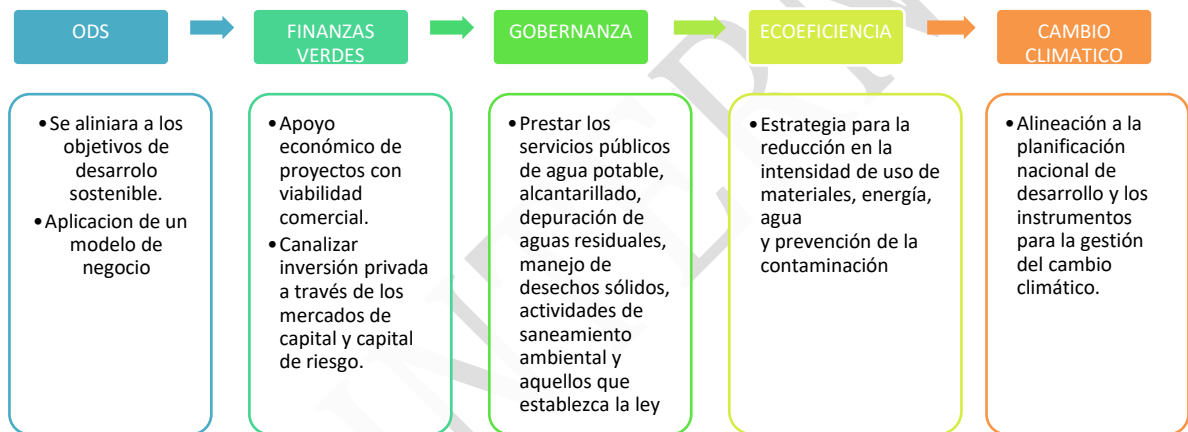 ODS
FINANZAS
VERDES
GOBERNANZA
ECOEFICIENCIA
CAMBIO
CLIMATICO
•Se aliniara a los
objetivos de
desarrolo
sostenible.
•Aplicacion de un
modelo de
negocio
•Apoyo
económico de
proyectos con
viabilidad
comercial.
•Canalizar
inversión privada
a través de los
mercados de
capital y capital
de riesgo.
•Prestar los
servicios públicos
de agua potable,
alcantarillado,
depuración de
aguas residuales,
manejo de
desechos sólidos,
actividades de
saneamiento
ambiental y
aquellos que
establezca la ley
•Estrategia para la
reducción en la
intensidad de uso de
materiales, energía,
agua
y prevención de la
contaminación
•Alineación a la
planificación
nacional de
desarrollo y los
instrumentos
para la gestión
del cambio
climático.